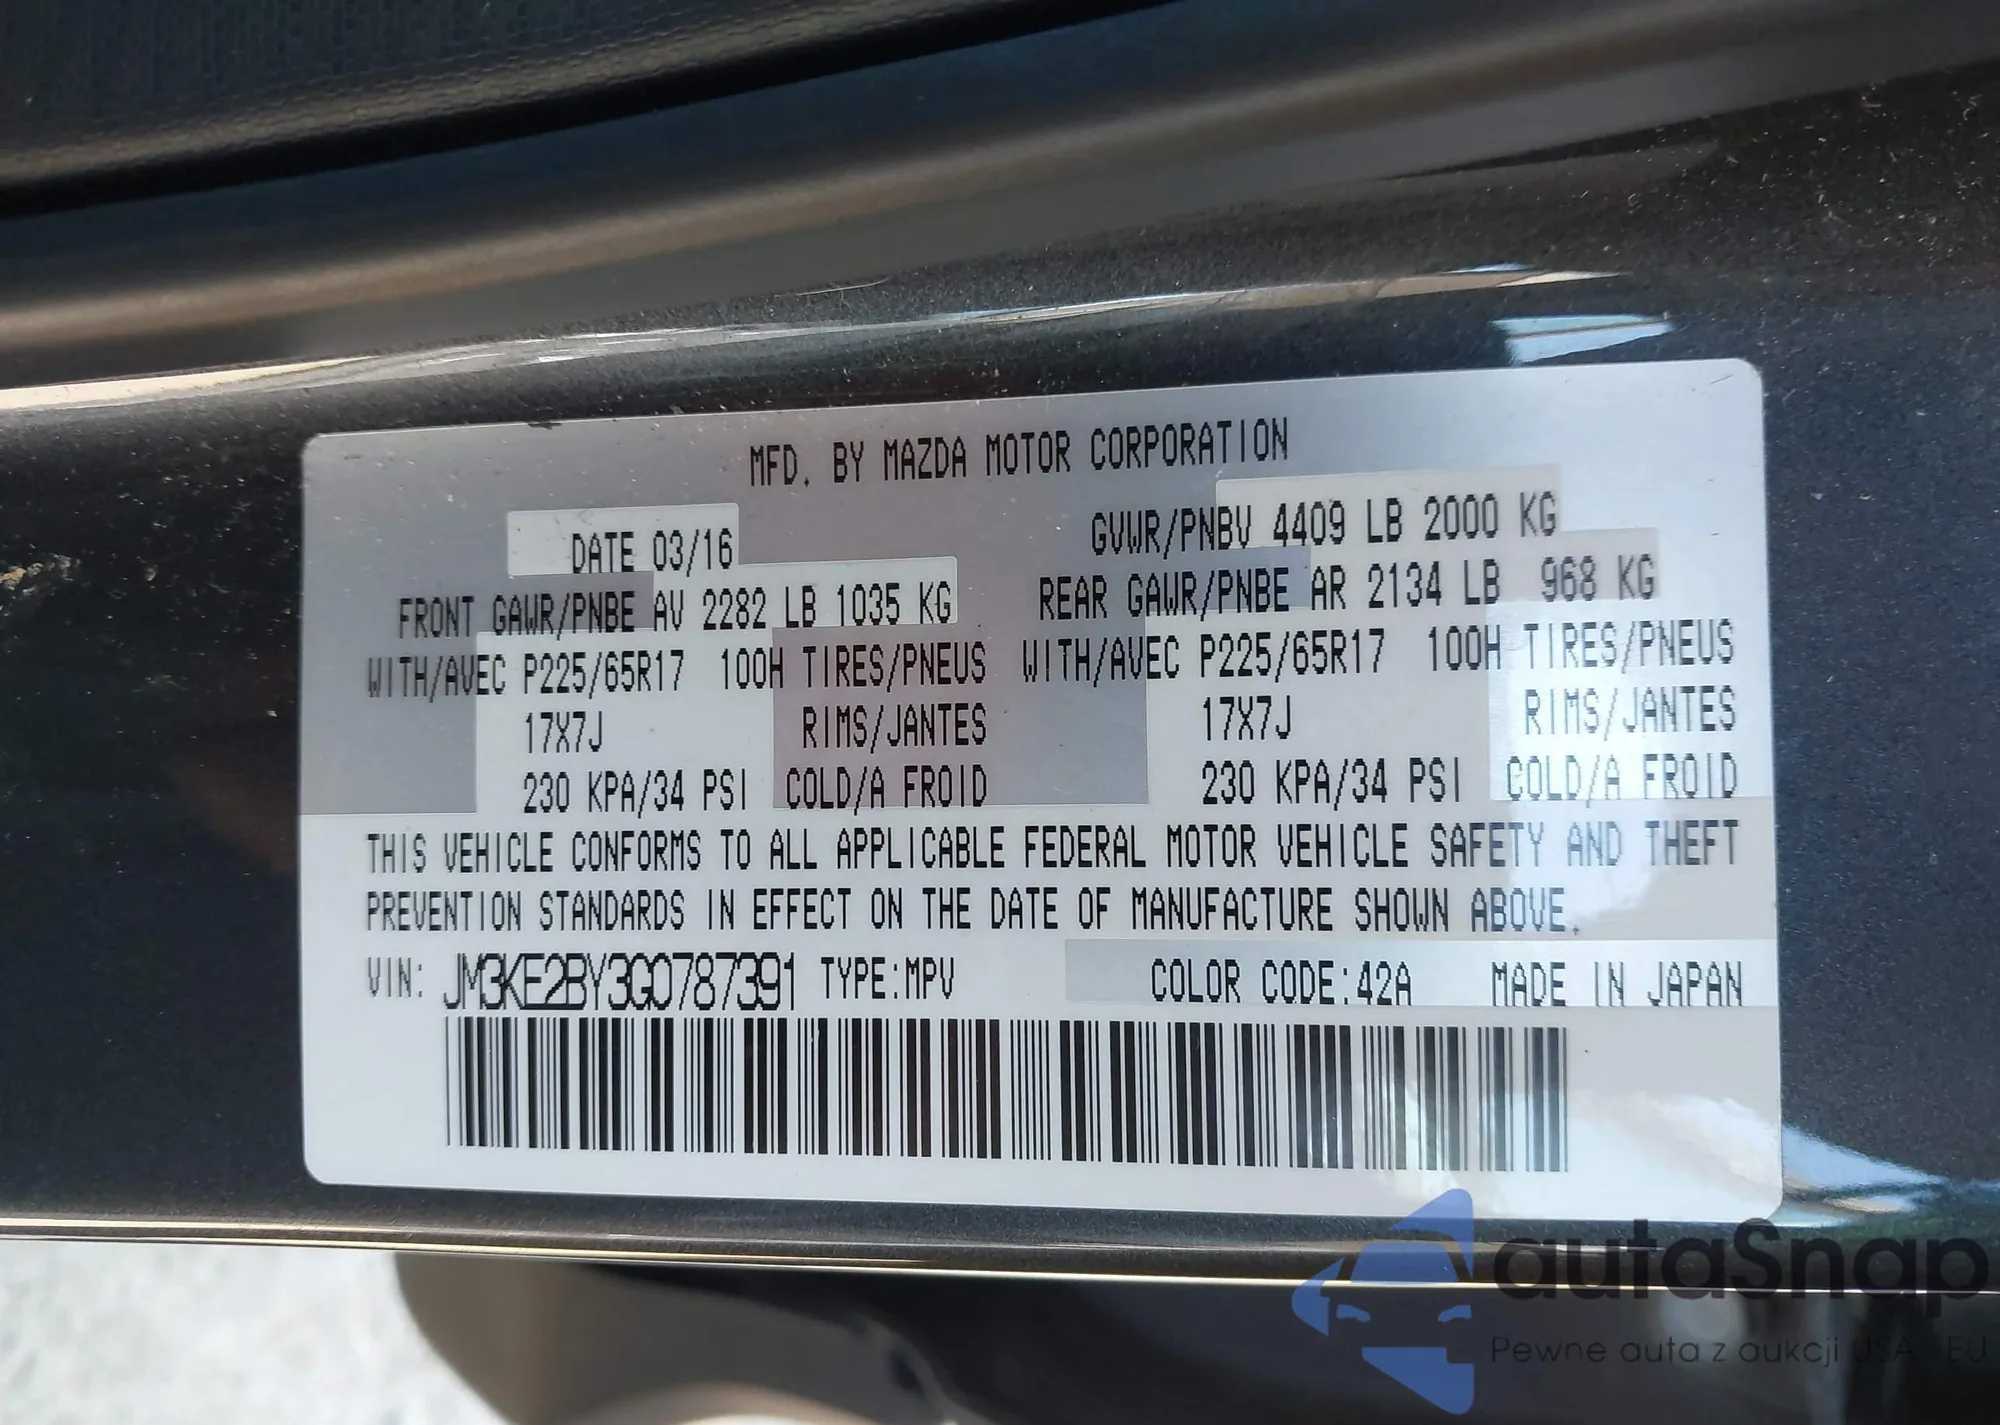 MFD. BY MAZDA MOTOR CORPORATION
DATE 03/16 GVWR/PNBV 4409 LB 2000 KG
FRONT GAWR/PNBE AV 2282 LB 1035 KG REAR GAWR/PNBE AR 2134 LB 968 KG
WITH/AVEC P225/65R17 100H TIRES/PNEUS WITH/AVEC P225/65R17 100H TIRES/PNEUS
17X7J RIMS/JANTES 17X7J RIMS/JANTES
230 KPA/34 PSI COLD/A FROID 230 KPA/34 PSI COLD/A FROID
THIS VEHICLE CONFORMS TO ALL APPLICABLE FEDERAL MOTOR VEHICLE SAFETY AND THEFT
PREVENTION STANDARDS IN EFFECT ON THE DATE OF MANUFACTURE SHOWN ABOVE.
VIN: JM3KE2BY3G0787391 TYPE:MPV COLOR CODE:42A MADE IN JAPAN
autaSnap
Pewne auta z aukcji USA EU